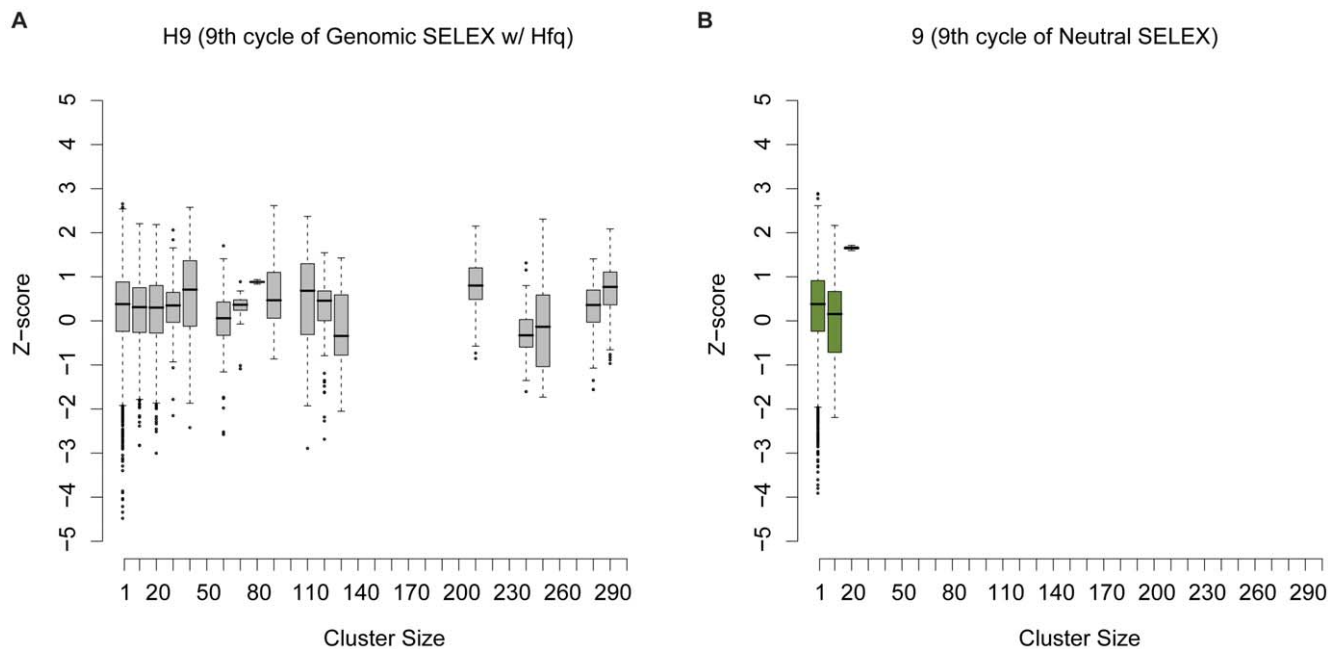 A
H9 (9th cycle of Genomic SELEX w/ Hfq)
Z−score
5
4
3
2
1
0
−1
−2
−3
−4
−5
1 20 50 80 110 140 170 200 230 260 290
Cluster Size
B
9 (9th cycle of Neutral SELEX)
Z−score
5
4
3
2
1
0
−1
−2
−3
−4
−5
1 20 50 80 110 140 170 200 230 260 290
Cluster Size